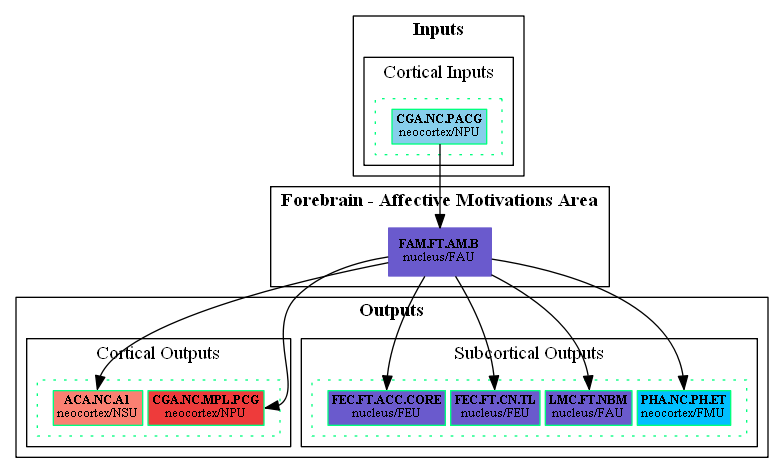 Inputs
Cortical Inputs
CGA.NC.PACG
neocortex/NPU
Forebrain - Affective Motivations Area
FAM.FT.AM.B
nucleus/FAU
Outputs
Cortical Outputs
ACA.NC.AI
neocortex/NSU
CGA.NC.MPL.PCG
neocortex/NPU
Subcortical Outputs
FEC.FT.ACC.CORE
nucleus/FEU
FEC.FT.CN.TL
nucleus/FEU
LMC.FT.NBM
nucleus/FAU
PHA.NC.PH.ET
neocortex/FMU